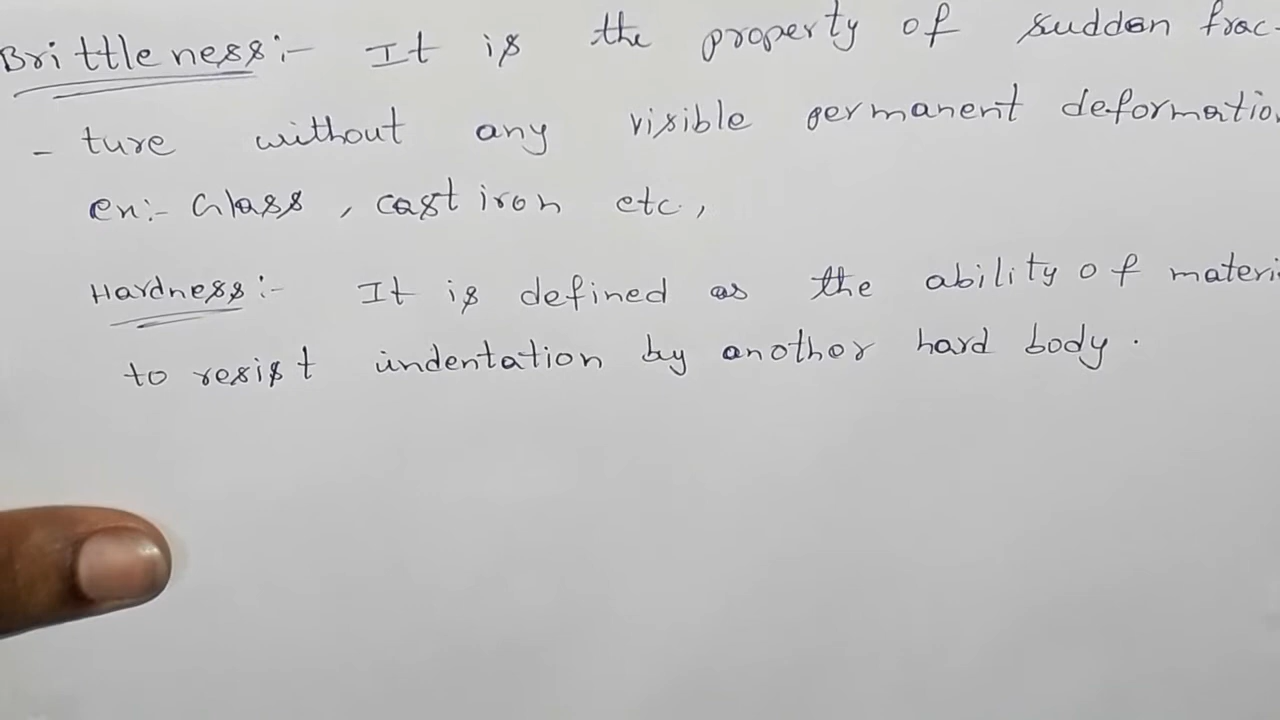 Brittleness:- It is the property of sudden frac-
- ture without any visible permanent deformatio
ex:- Glass, cast iron etc,
Hardness:- It is defined as the ability of materi
to resist indentation by another hard body.